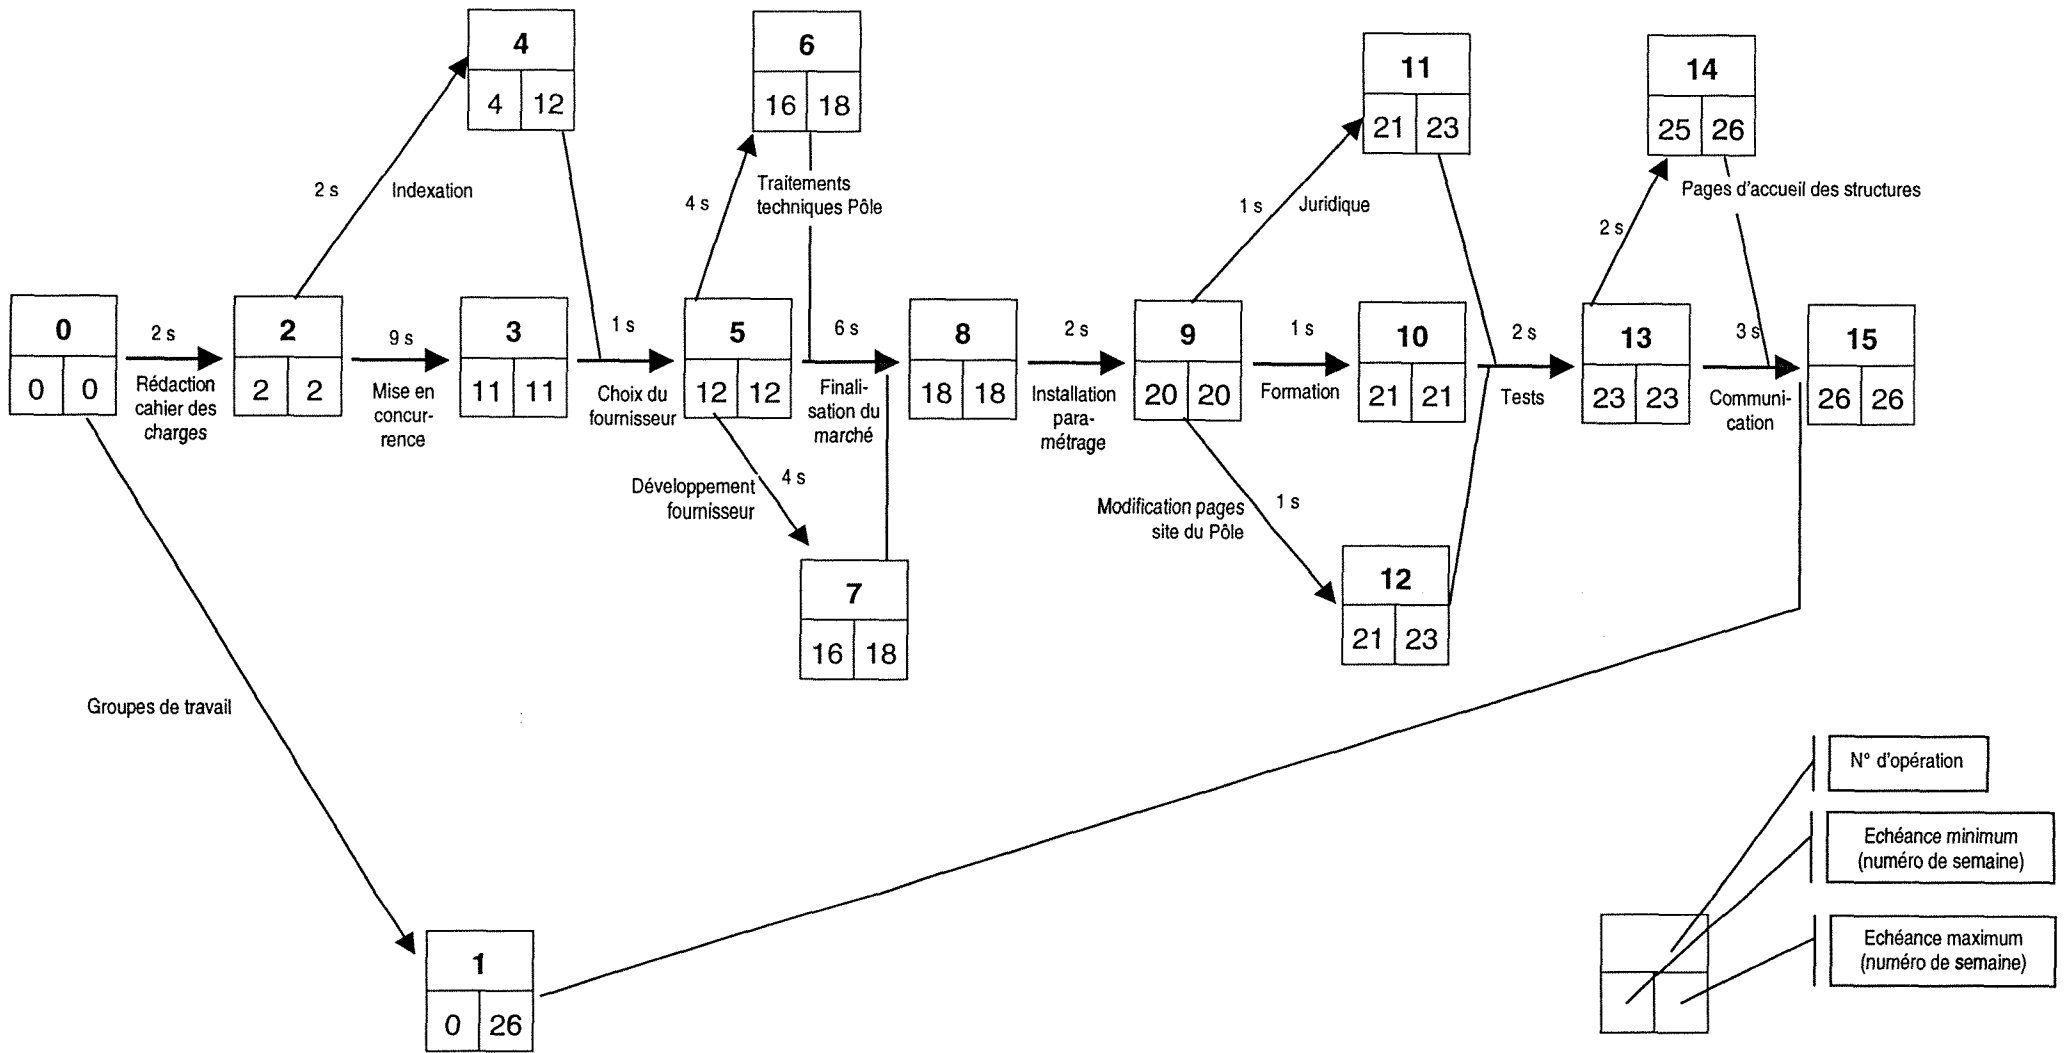 4
4 12
6
16 18
11
21 23
14
25 26
2 s
Indexation
4 s
Traitements
techniques Pôle
1 s
Juridique
2 s
Pages d'accueil des structures
0
0 0
2 s
Rédaction
cahier des
charges
2
2 2
9 s
Mise en
concur-
rence
3
11 11
1 s
Choix du
fournisseur
5
12 12
6 s
Finali-
sation du
marché
8
18 18
2 s
Installation
para-
métrage
9
20 20
1 s
Formation
10
21 21
2 s
Tests
13
23 23
3 s
Communi-
cation
15
26 26
Développement
fournisseur
4 s
7
16 18
Modification pages
site du Pôle
1 s
12
21 23
Groupes de travail
1
0 26
N° d'opération
Echéance minimum
(numéro de semaine)
Echéance maximum
(numéro de semaine)